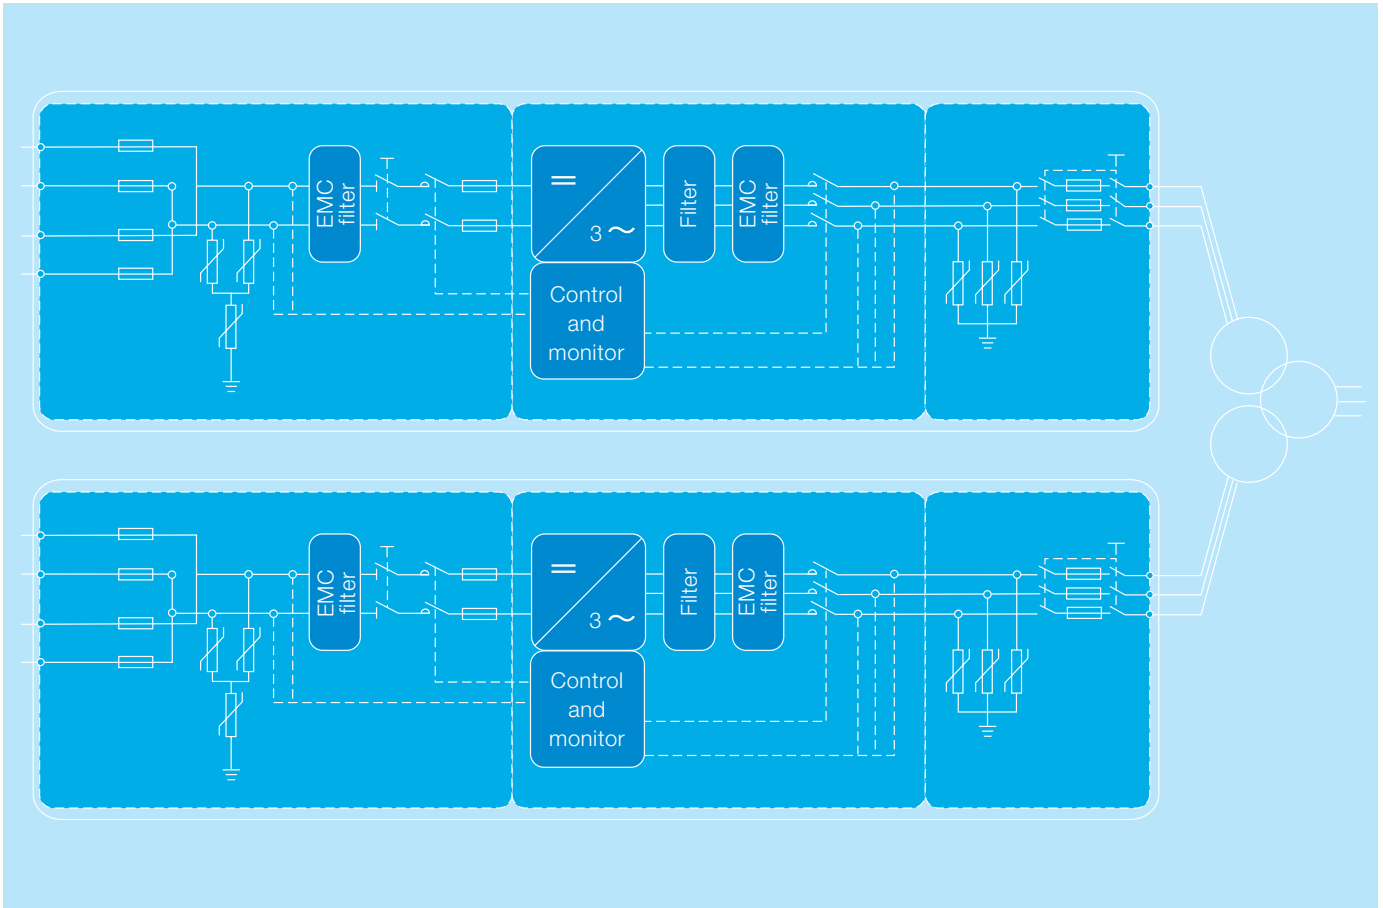 EMC
filter
3
Filter
EMC
filter
Control
and
monitor
EMC
filter
3
Filter
EMC
filter
Control
and
monitor